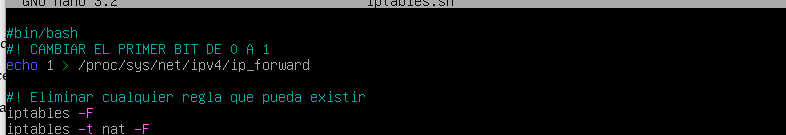 GNU nano 3.2 iptables.sh
#bin/bash
#! CAMBIAR EL PRIMER BIT DE 0 A 1
echo 1 > /proc/sys/net/ipv4/ip_forward
#! Eliminar cualquier regla que pueda existir
iptables -F
iptables -t nat -F